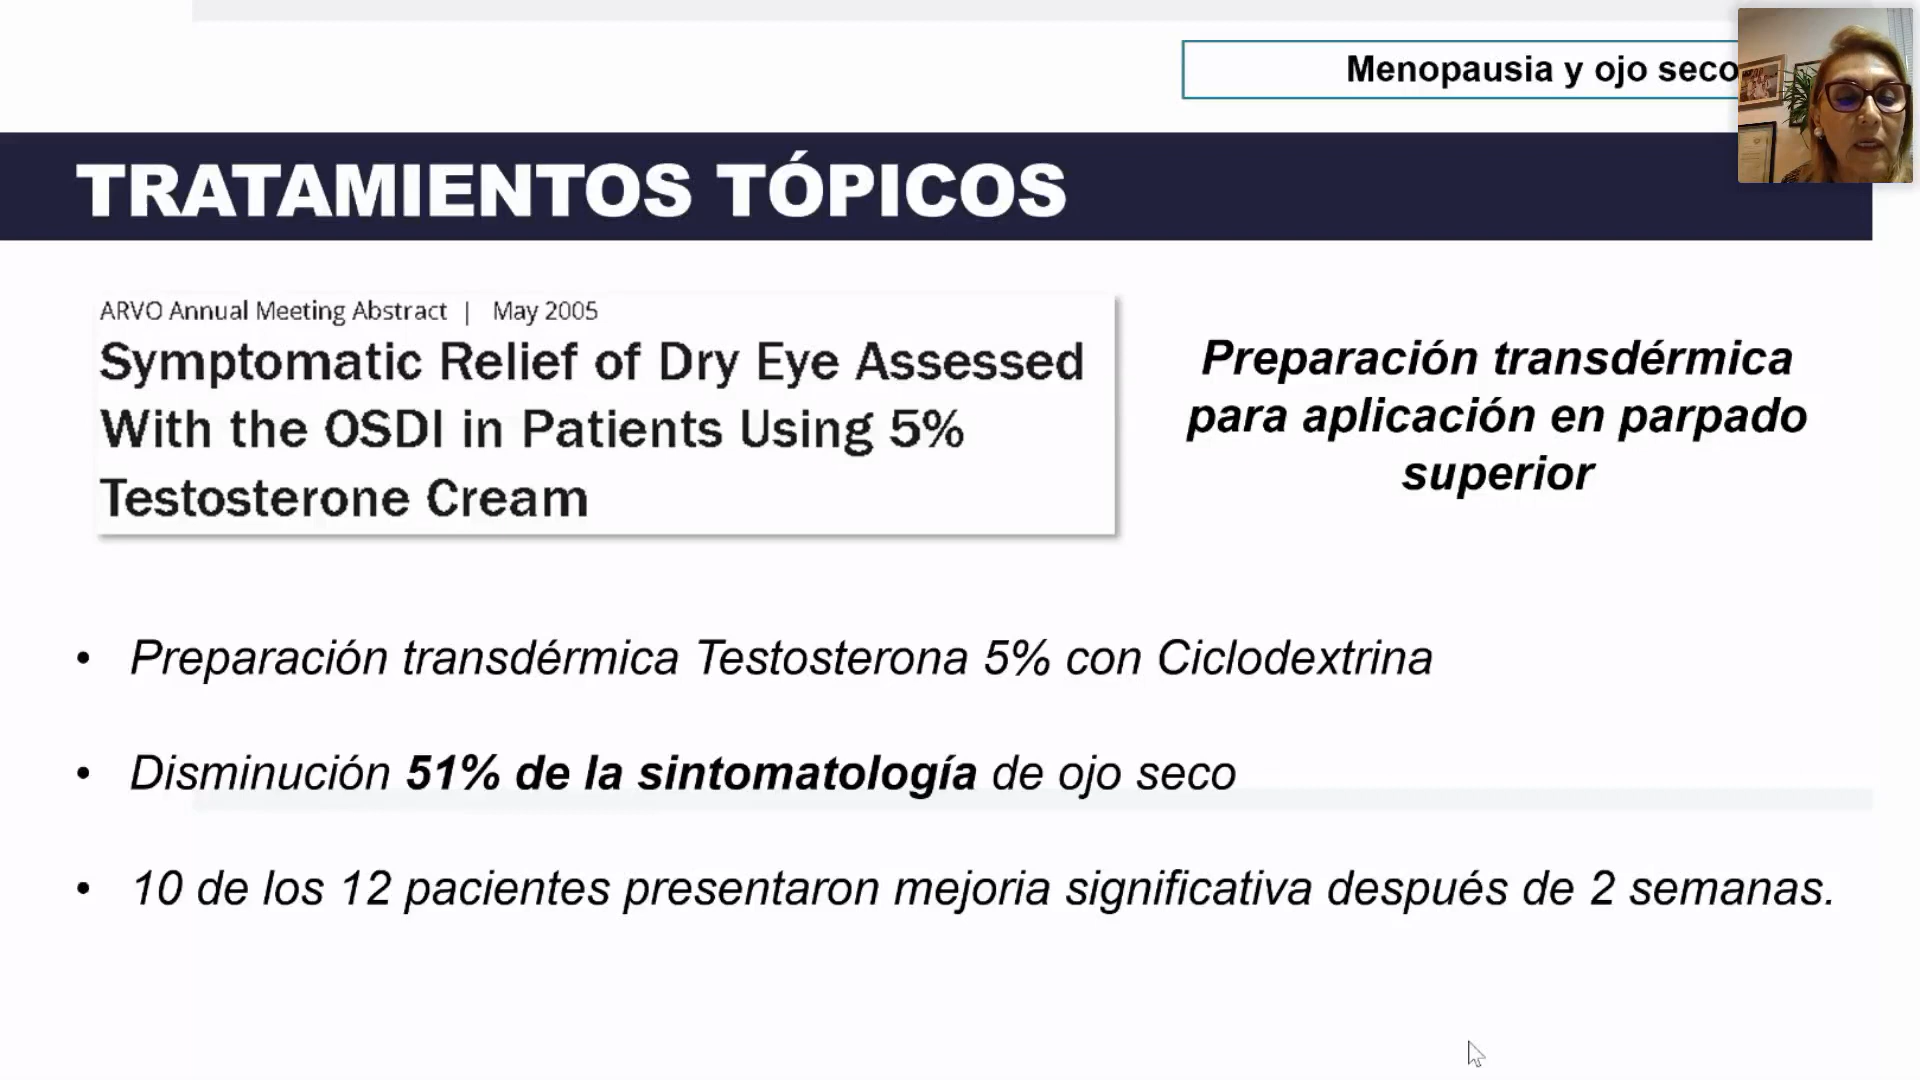 Menopausia y ojo seco
TRATAMIENTOS TÓPICOS
ARVO Annual Meeting Abstract | May 2005
Symptomatic Relief of Dry Eye Assessed
With the OSDI in Patients Using 5%
Testosterone Cream
Preparación transdérmica
para aplicación en parpado
superior
• Preparación transdérmica Testosterona 5% con Ciclodextrina
• Disminución 51% de la sintomatología de ojo seco
• 10 de los 12 pacientes presentaron mejoria significativa después de 2 semanas.